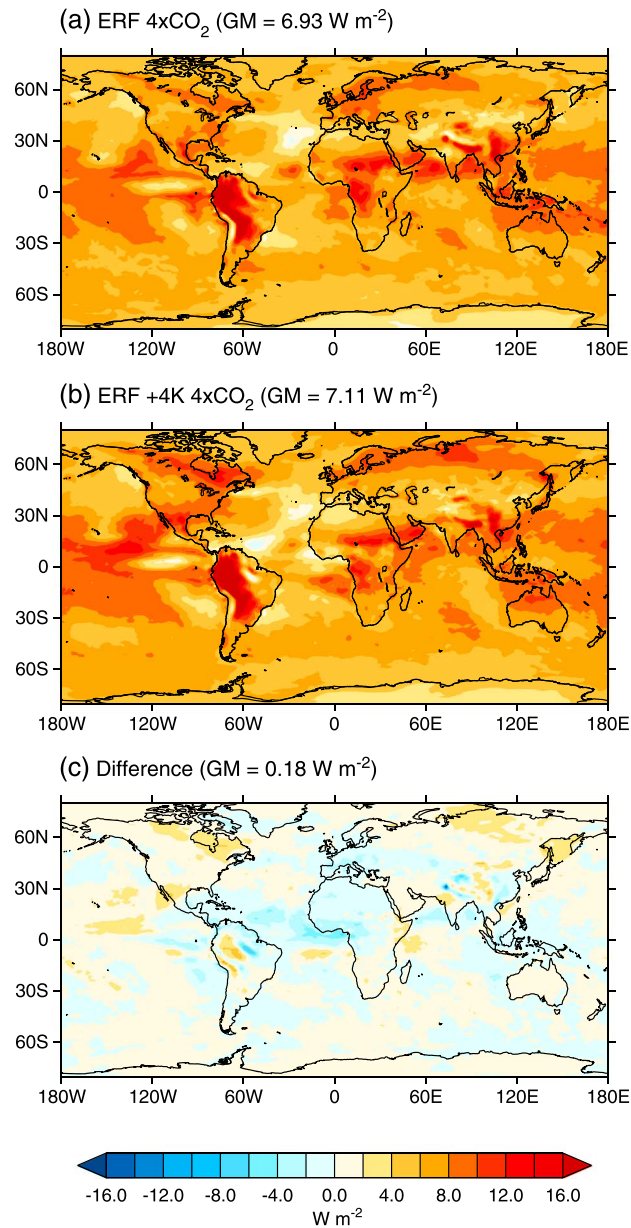 (a) ERF 4xCO₂ (GM = 6.93 W m⁻²)
60N
30N
0
30S
60S
180W 120W 60W 0 60E 120E 180E
(b) ERF +4K 4xCO₂ (GM = 7.11 W m⁻²)
60N
30N
0
30S
60S
180W 120W 60W 0 60E 120E 180E
(c) Difference (GM = 0.18 W m⁻²)
60N
30N
0
30S
60S
180W 120W 60W 0 60E 120E 180E
-16.0 -12.0 -8.0 -4.0 0.0 4.0 8.0 12.0 16.0
W m⁻²